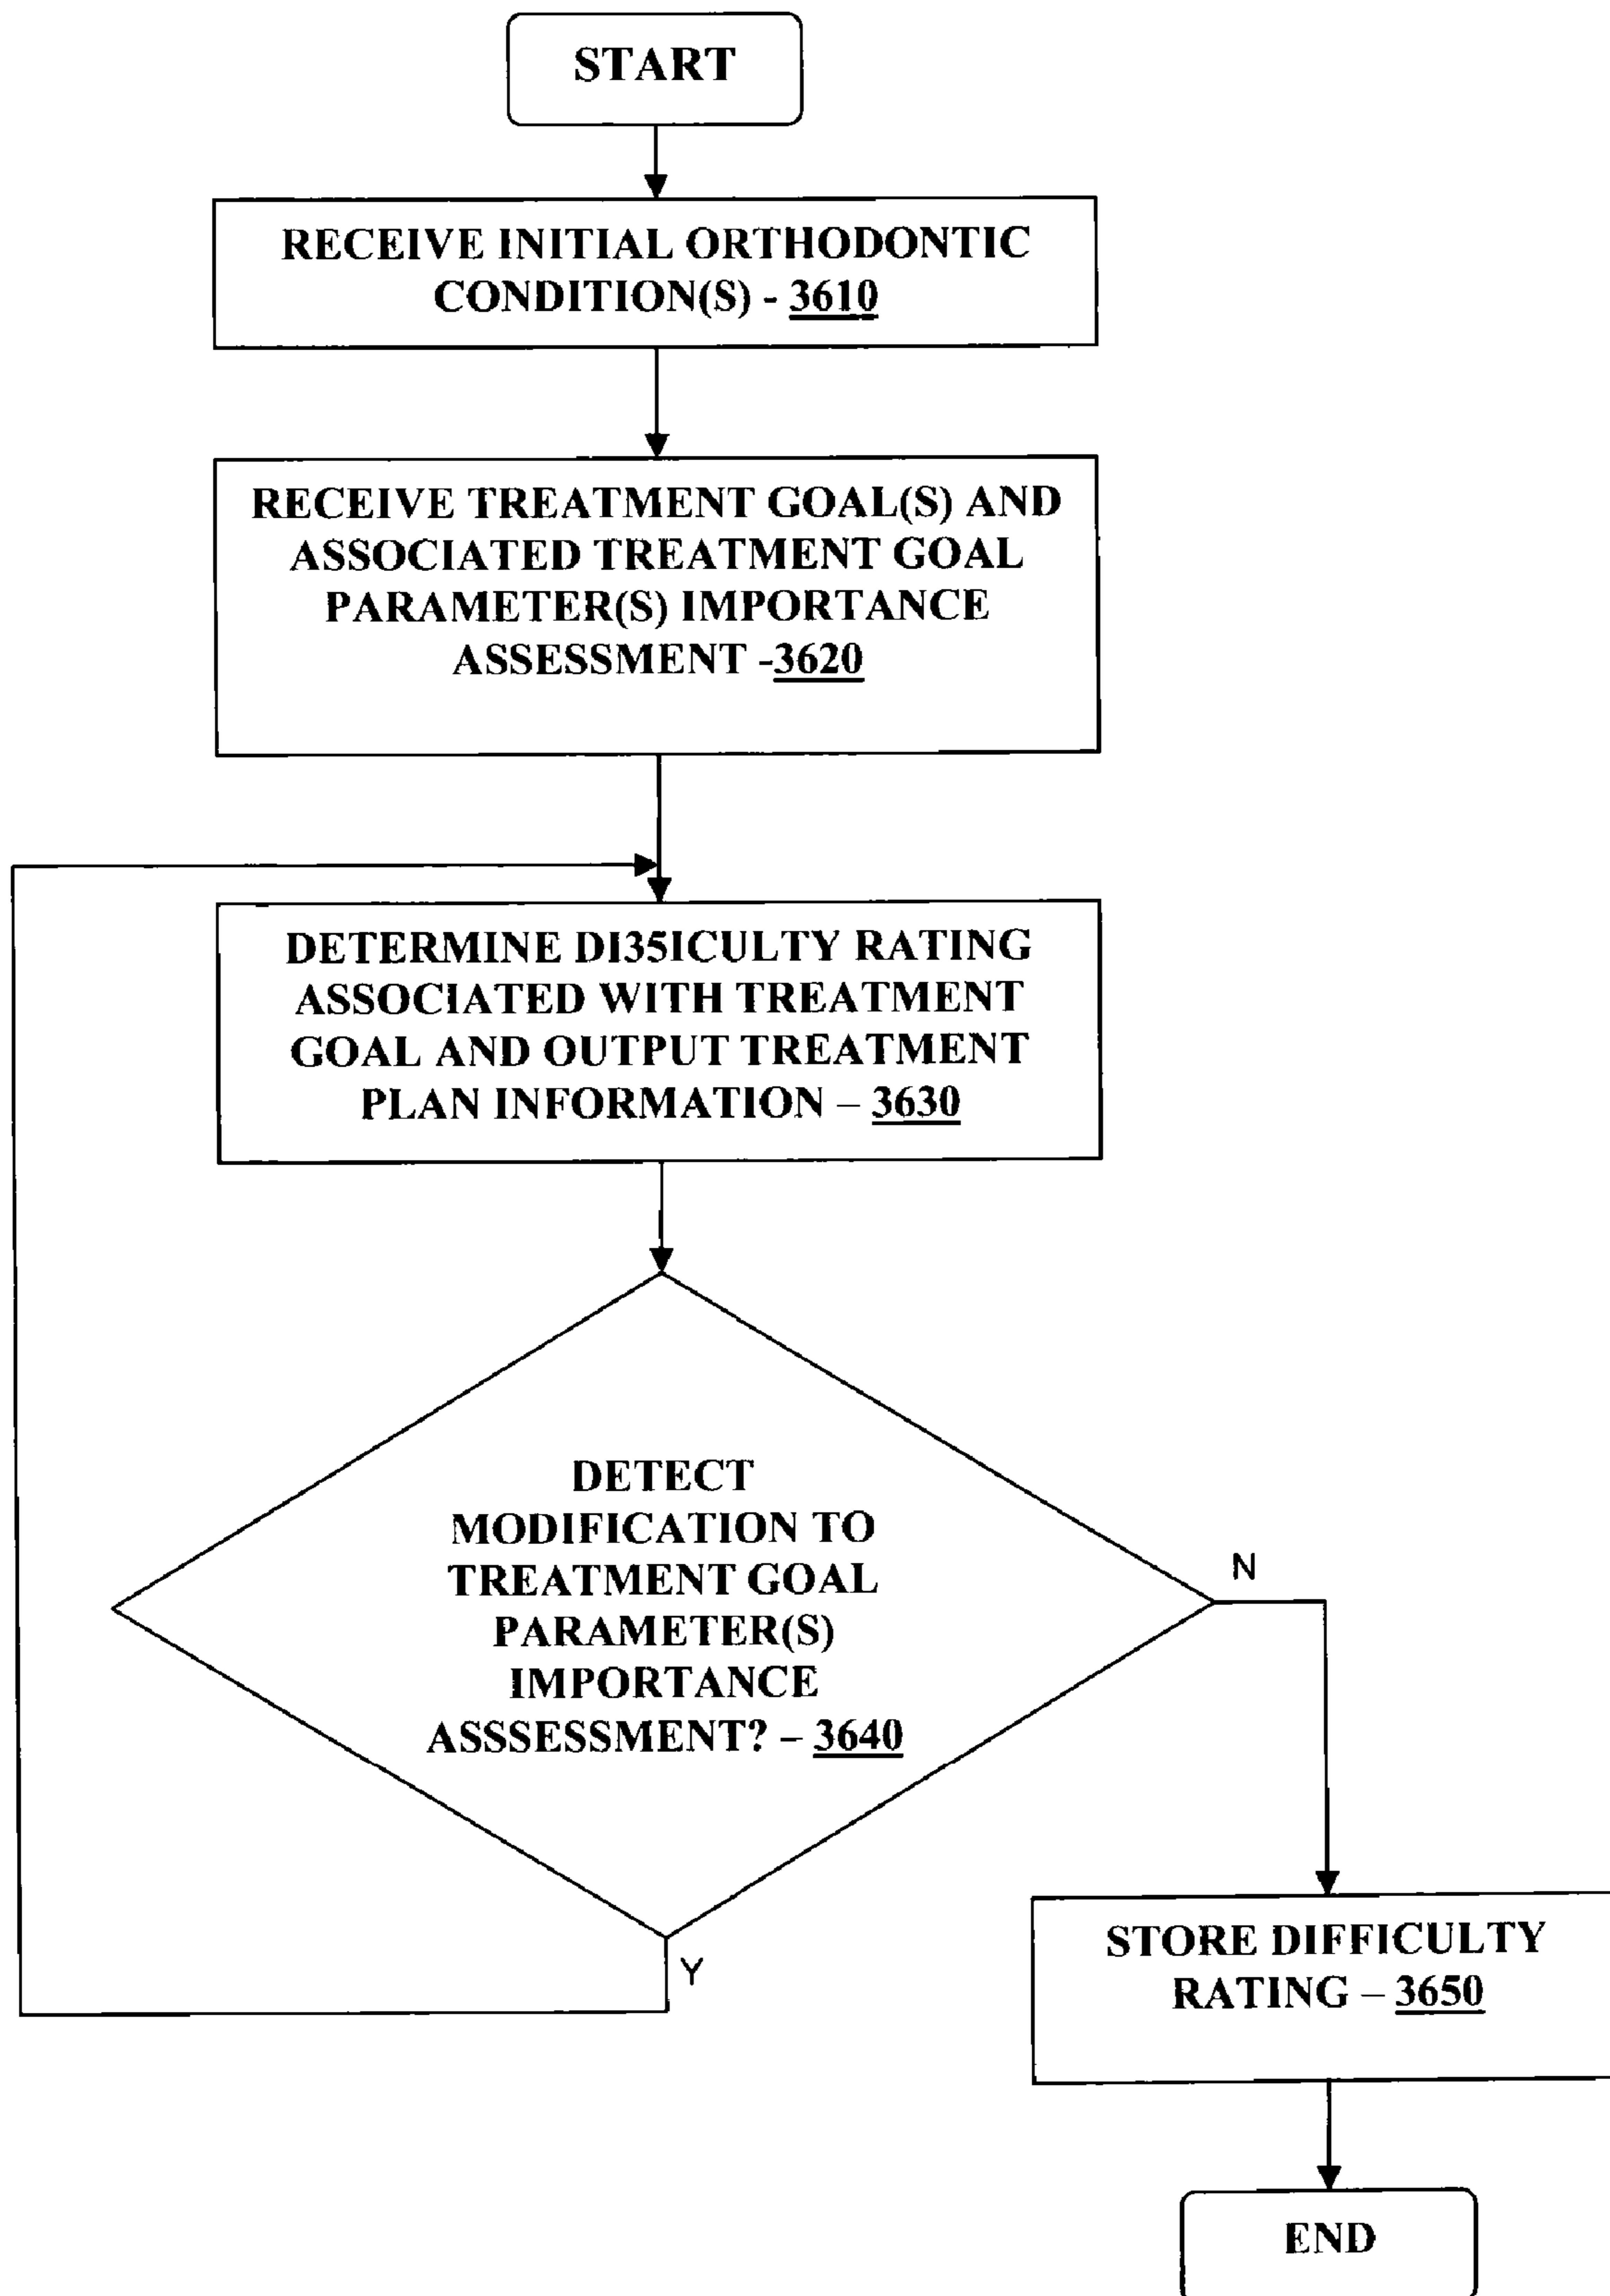 START
RECEIVE INITIAL ORTHODONTIC
CONDITION(S) - 3610
RECEIVE TREATMENT GOAL(S) AND
ASSOCIATED TREATMENT GOAL
PARAMETER(S) IMPORTANCE
ASSESSMENT -3620
DETERMINE DI35ICULTY RATING
ASSOCIATED WITH TREATMENT
GOAL AND OUTPUT TREATMENT
PLAN INFORMATION – 3630
DETECT
MODIFICATION TO
TREATMENT GOAL
PARAMETER(S)
IMPORTANCE
ASSSESSMENT? – 3640
N
Y
STORE DIFFICULTY
RATING – 3650
END